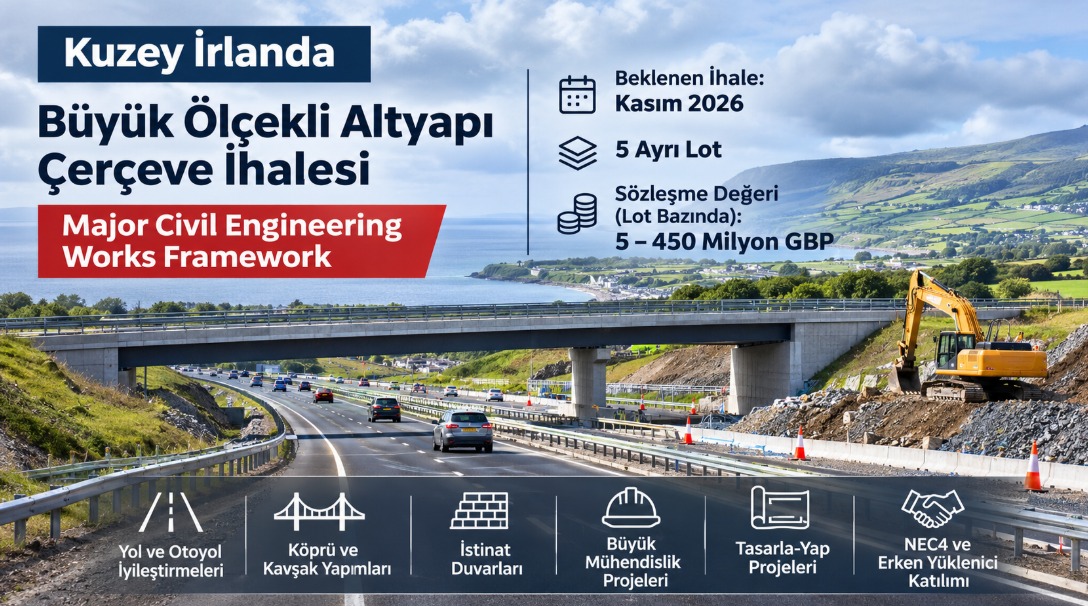 Kuzey İrlanda
Büyük Ölçekli Altyapı
Çerçeve İhalesi
Major Civil Engineering
Works Framework
Beklenen İhale:
Kasım 2026
5 Ayrı Lot
Sözleşme Değeri
(Lot Bazında):
5 – 450 Milyon GBP
Yol ve Otoyol
İyileştirmeleri
Köprü ve
Kavşak Yapımları
İstinat
Duvarları
Büyük
Mühendislik
Projeleri
Tasarla-Yap
Projeleri
NEC4 ve
Erken Yüklenici
Katılımı